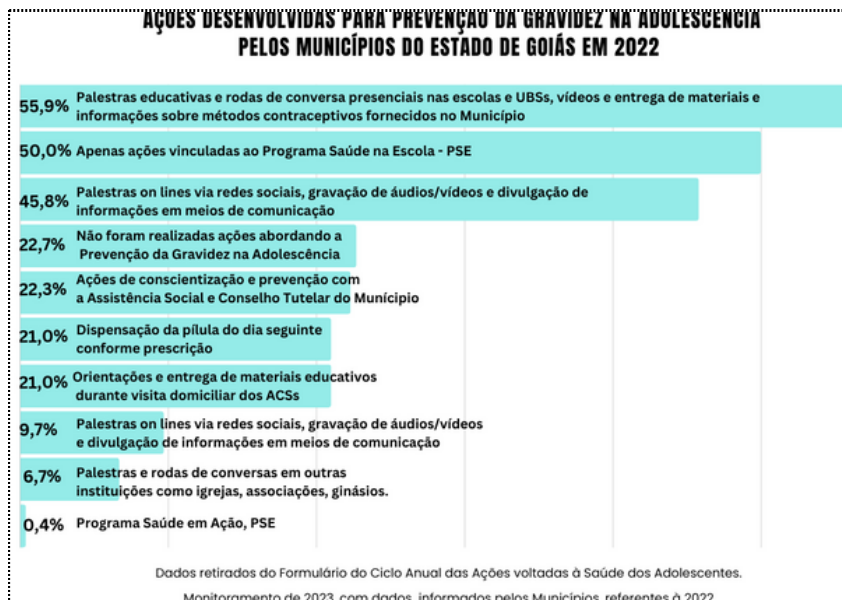 AÇÕES DESENVOLVIDAS PARA PREVENÇÃO DA GRAVIDEZ NA ADOLESCÊNCIA
PELOS MUNICÍPIOS DO ESTADO DE GOIÁS EM 2022
55,9% Palestras educativas e rodas de conversa presenciais nas escolas e UBSs, vídeos e entrega de materiais e
informações sobre métodos contraceptivos fornecidos no Município
50,0% Apenas ações vinculadas ao Programa Saúde na Escola - PSE
45,8% Palestras on lines via redes sociais, gravação de áudios/vídeos e divulgação de
informações em meios de comunicação
22,7% Não foram realizadas ações abordando a
Prevenção da Gravidez na Adolescência
22,3% Ações de conscientização e prevenção com
a Assistência Social e Conselho Tutelar do Munícipio
21,0% Dispensação da pílula do dia seguinte
conforme prescrição
21,0% Orientações e entrega de materiais educativos
durante visita domiciliar dos ACSs
9,7% Palestras on lines via redes sociais, gravação de áudios/vídeos
e divulgação de informações em meios de comunicação
6,7% Palestras e rodas de conversas em outras
instituições como igrejas, associações, ginásios.
0,4% Programa Saúde em Ação, PSE
Dados retirados do Formulário do Ciclo Anual das Ações voltadas à Saúde dos Adolescentes.
Monitoramento de 2023, com dados, informados pelos Municípios, referentes à 2022